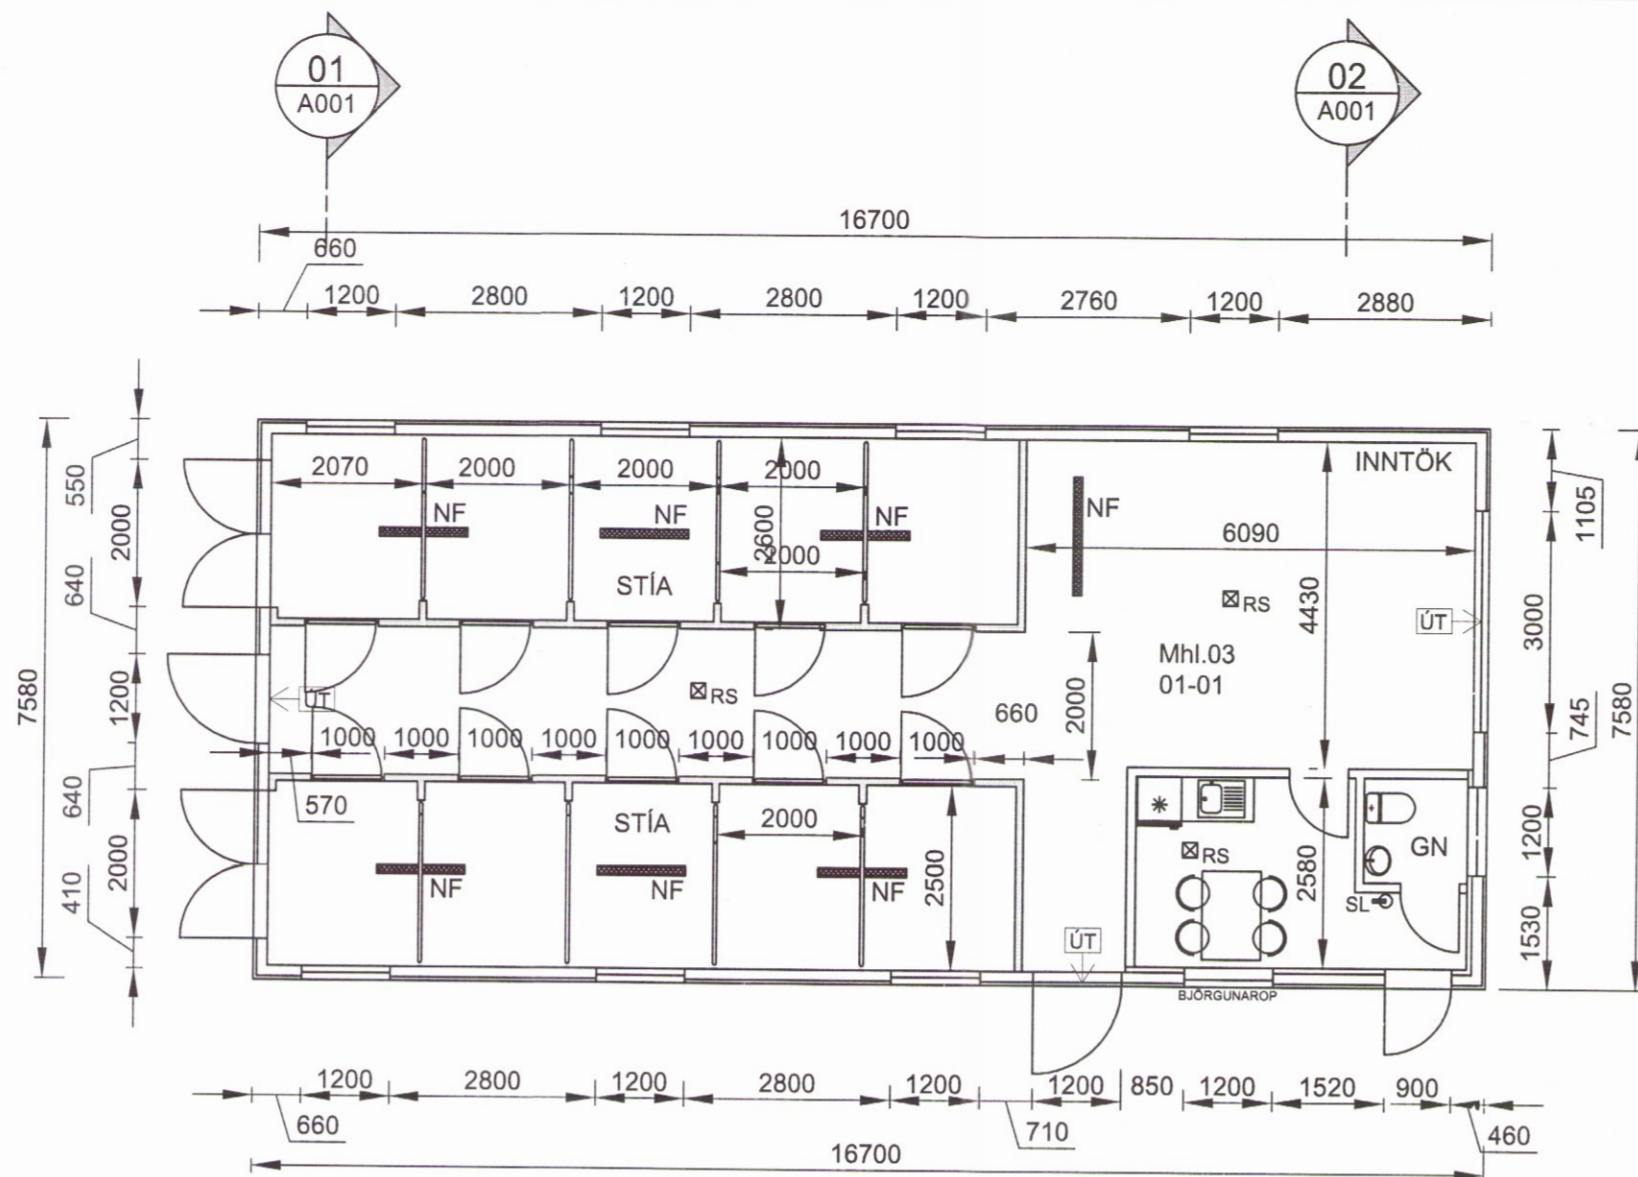 01
A001
02
A001
16700
660
1200 2800 1200 2800 1200 2760 1200 2880
550
2000
640
1200
640
2000
410
7580
2070 2000 2000 2000
NF NF NF NF
2600
2000
STÍA
INNTÖK
6090
4430
RS
ÚT
Mhl.03
01-01
1105
3000
745
1200
1530
7580
ÚT
RS
660
2000
1000 1000 1000 1000 1000 1000 1000 1000 1000
570
STÍA
2000
2500
NF NF NF
RS
2580
GN
SL
ÚT
BJÖRGUNAROP
1200 2800 1200 2800 1200 1200 850 1200 1520 900
660 710 460
16700